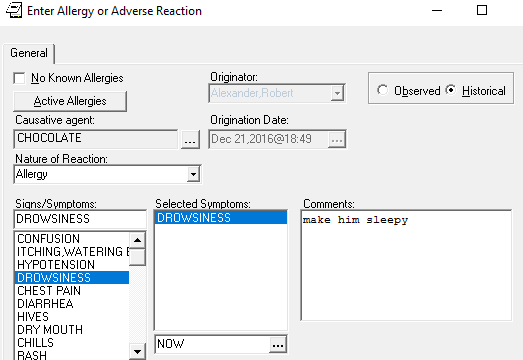 Enter Allergy or Adverse Reaction
General
No Known Allergies
Originator:
Alexander,Robert
Observed Historical
Active Allergies
Causative agent:
Origination Date:
CHOCOLATE ...
Dec 21,2016@18:49 ...
Nature of Reaction:
Allergy
Signs/Symptoms:
DROWSINESS
CONFUSION
ITCHING,WATERING E
HYPOTENSION
DROWSINESS
CHEST PAIN
DIARRHEA
HIVES
DRY MOUTH
CHILLS
RASH
Selected Symptoms:
DROWSINESS
NOW ...
Comments:
make him sleepy